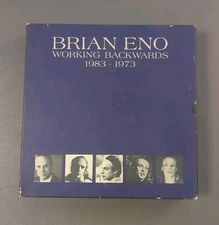 BRIAN ENO
WORKING BACKWARDS
1983 - 1973